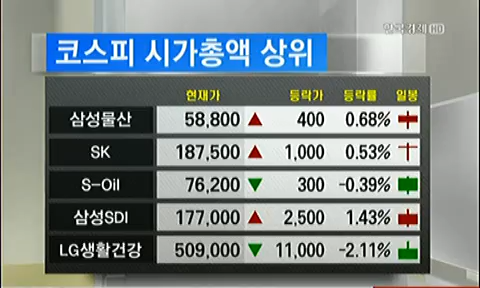 한국경제 HD
코스피 시가총액 상위
현재가 등락가 등락률 일봉
삼성물산 58,800 ▲ 400 0.68%
SK 187,500 ▲ 1,000 0.53%
S-Oil 76,200 ▼ 300 -0.39%
삼성SDI 177,000 ▲ 2,500 1.43%
LG생활건강 509,000 ▼ 11,000 -2.11%